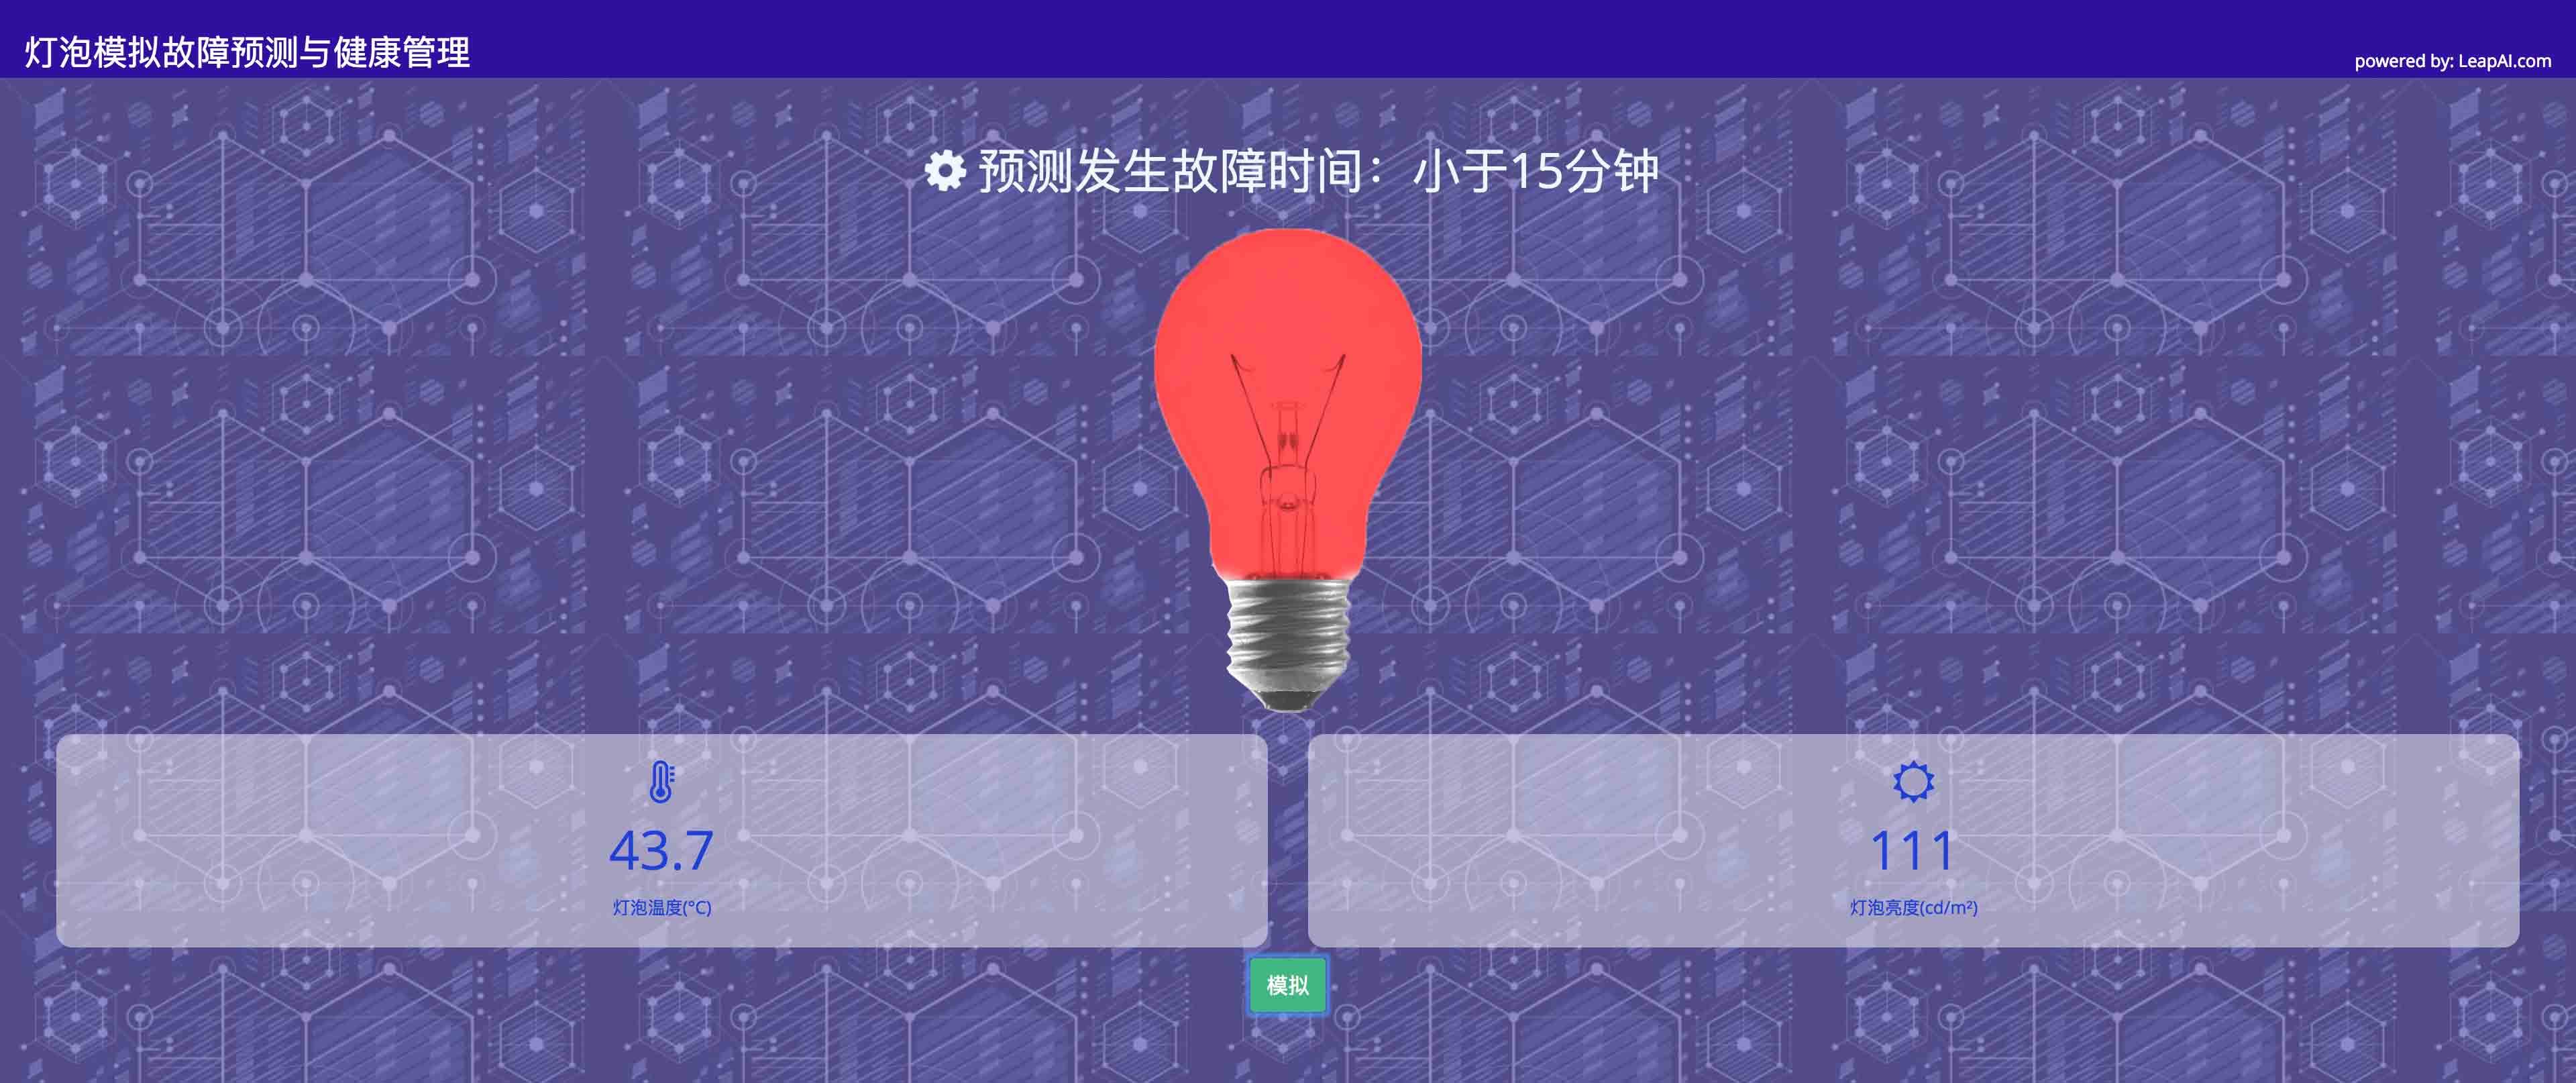 灯泡模拟故障预测与健康管理
powered by: LeapAI.com
预测发生故障时间：小于15分钟
43.7
灯泡温度(°C)
111
灯泡亮度(cd/m²)
模拟